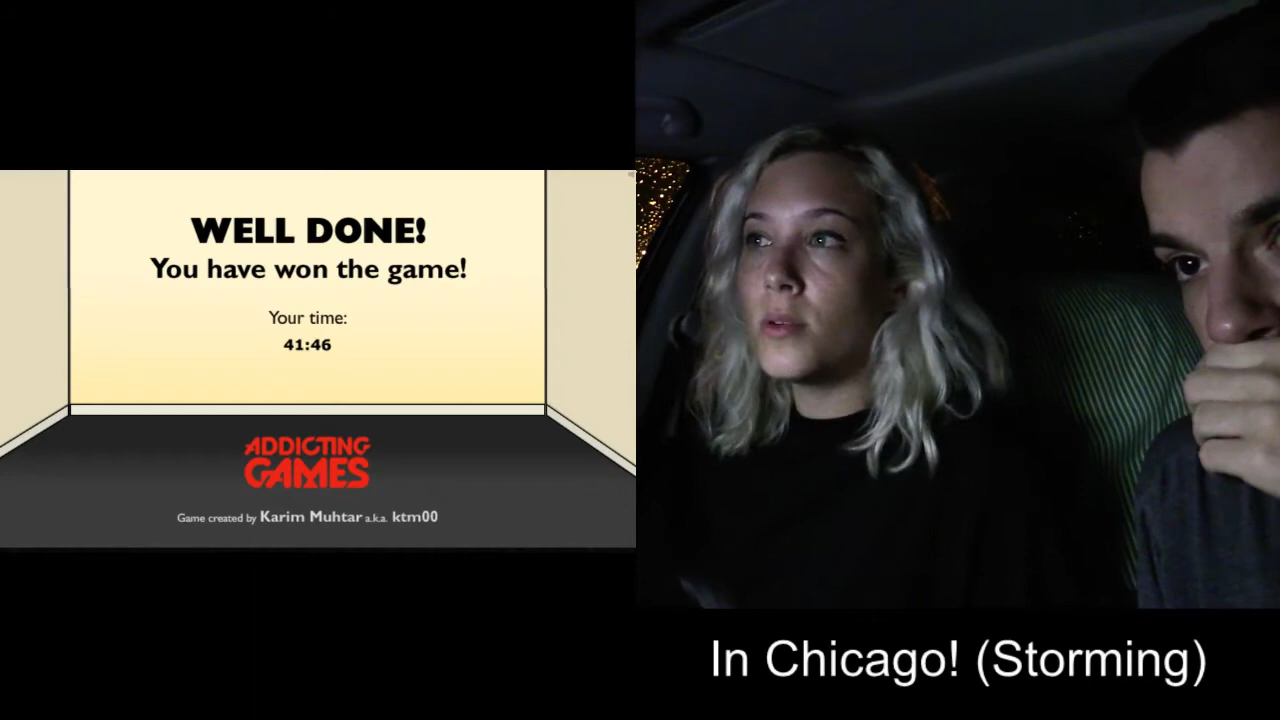 WELL DONE!
You have won the game!
Your time:
41:46
ADDICTING
GAMES
Game created by Karim Muhtar a.k.a. ktm00
In Chicago! (Storming)